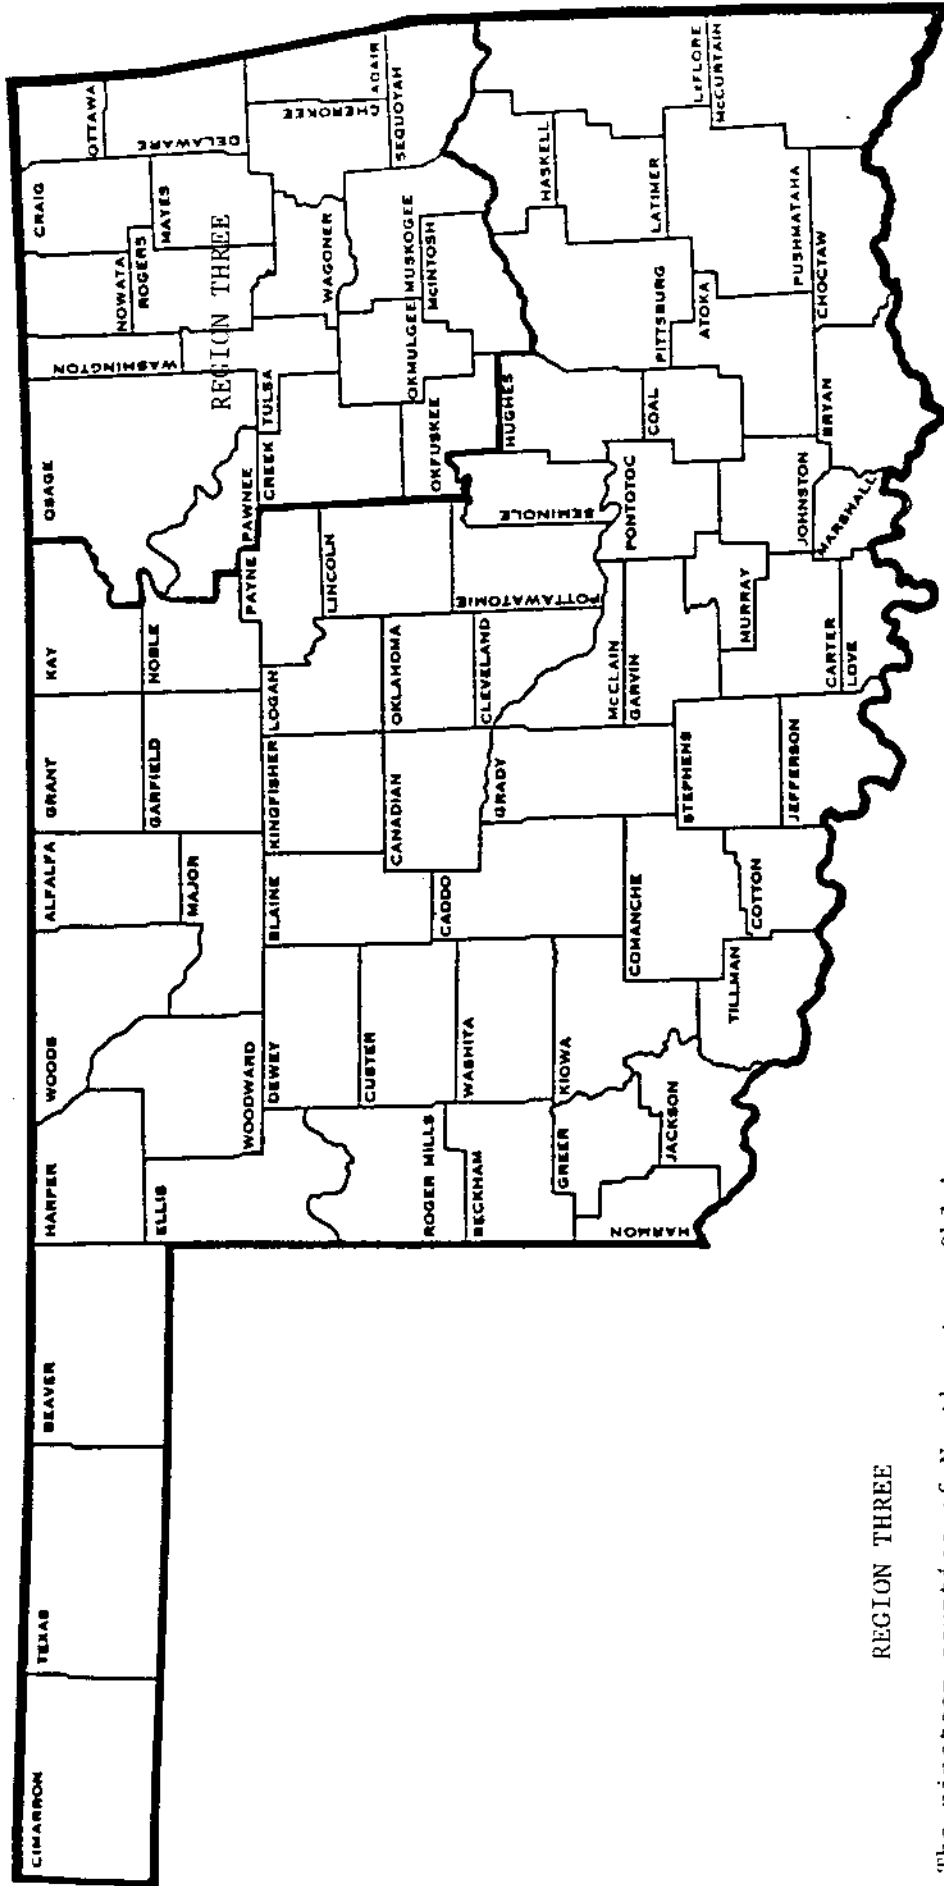 CIMARRON
TEXAS
BEAVER
HARPER
WOODS
ALFALFA
GRANT
KAY
OSAGE
WASHINGTON
NOWATA
CRAIG
OTTAWA
ELLIS
WOODWARD
MAJOR
GARFIELD
NOBLE
PAWNEE
ROGERS
MAYES
DELAWARE
REGION THREE
DEWEY
BLAINE
KINGFISHER
LOGAN
PAYNE
CREEK
TULSA
WAGONER
CHEROKEE
ADAIR
ROGER MILLS
CUSTER
CANADIAN
OKLAHOMA
LINCOLN
OKFUSKEE
OKMULGEE
MUSKOGEE
MCINTOSH
SEQUOYAH
BECKHAM
WASHITA
CADDO
GRADY
CLEVELAND
POTTAWATOMIE
SEMINOLE
HUGHES
HASKELL
HARMON
GREER
KIOWA
COMANCHE
STEPHENS
McCLAIN
GARVIN
PONTOTOC
COAL
PITTSBURG
LATIMER
LEFLORE
JACKSON
TILLMAN
COTTON
JEFFERSON
MURRAY
JOHNSTON
ATOKA
PUSHMATAHA
McCURTAIN
CARTER
LOVE
MARSHALL
BRYAN
CHOCTAW
REGION THREE